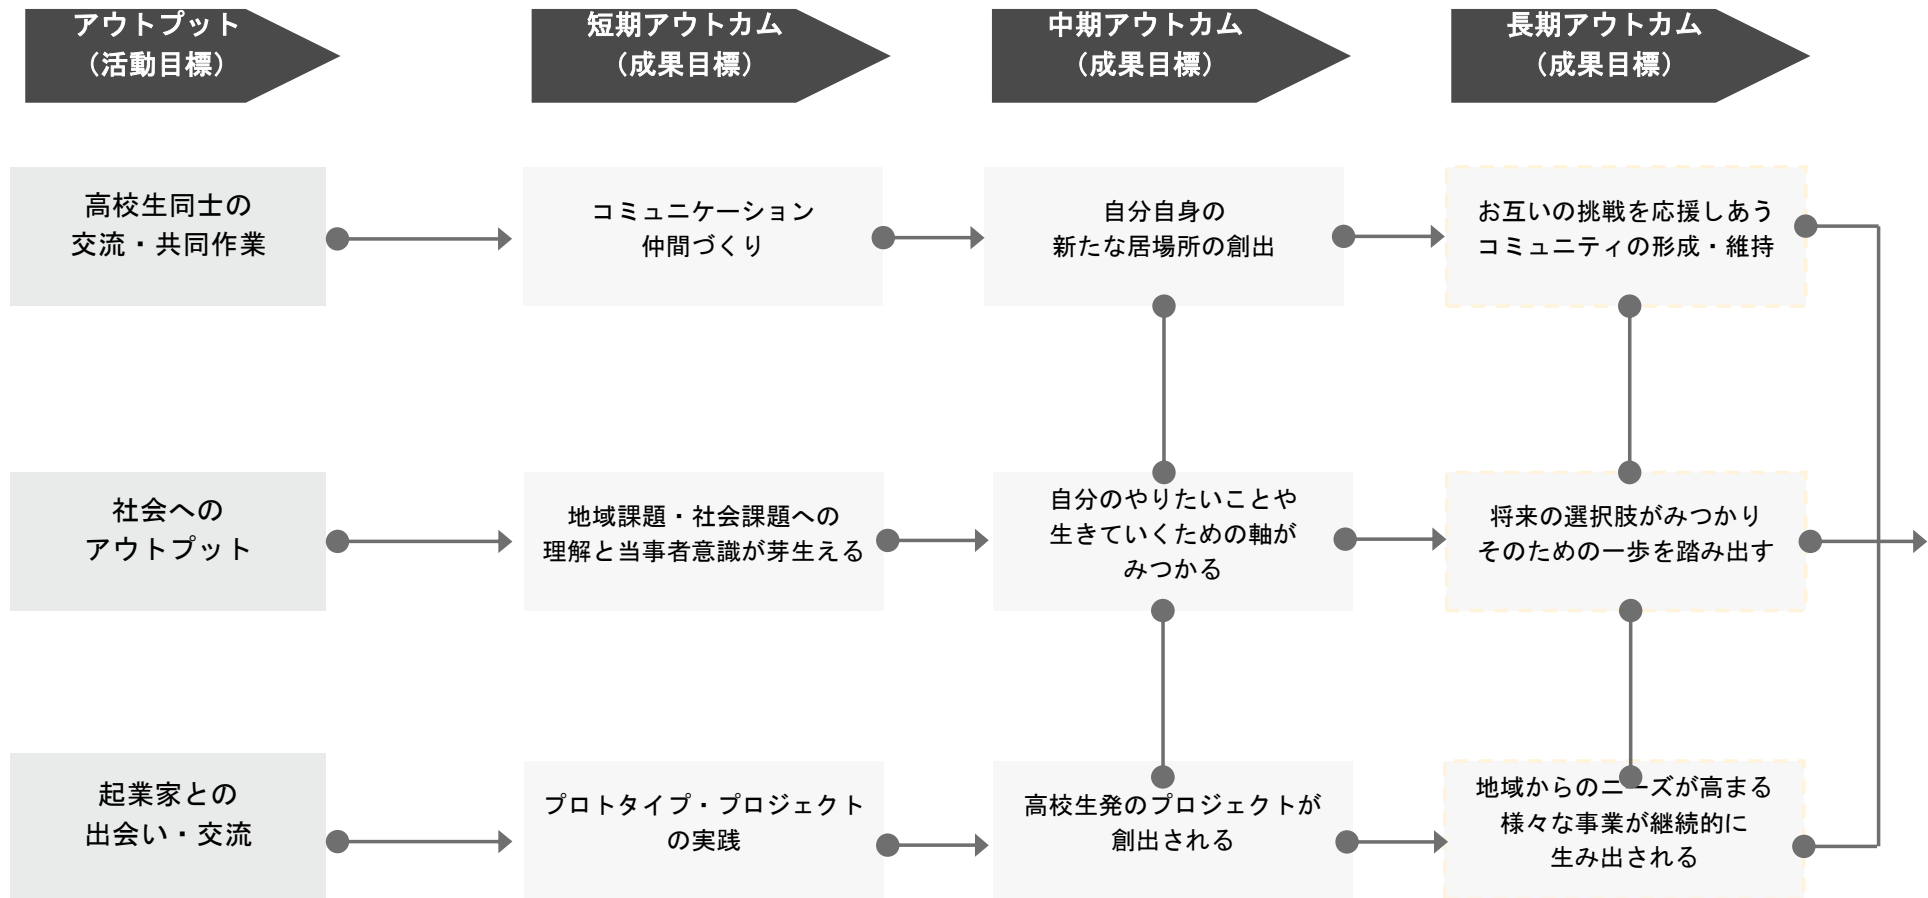 アウトプット
（活動目標）
短期アウトカム
（成果目標）
中期アウトカム
（成果目標）
長期アウトカム
（成果目標）
高校生同士の
交流・共同作業
コミュニケーション
仲間づくり
自分自身の
新たな居場所の創出
お互いの挑戦を応援しあう
コミュニティの形成・維持
社会への
アウトプット
地域課題・社会課題への
理解と当事者意識が芽生える
自分のやりたいことや
生きていくための軸が
みつかる
将来の選択肢がみつかり
そのための一歩を踏み出す
起業家との
出会い・交流
プロトタイプ・プロジェクト
の実践
高校生発のプロジェクトが
創出される
地域からのニーズが高まる
様々な事業が継続的に
生み出される